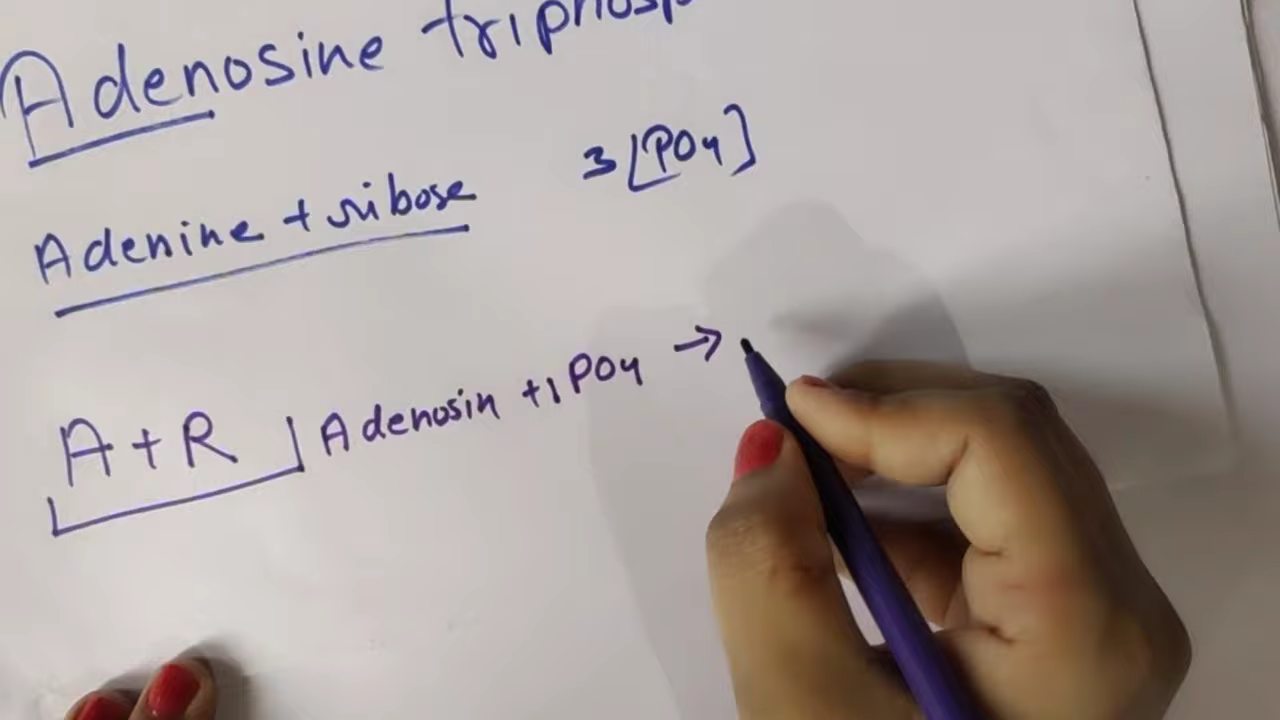 Adenosine triphosp
3 [PO4]
Adenine + ribose
A + R ] Adenosin + 1 PO4 →